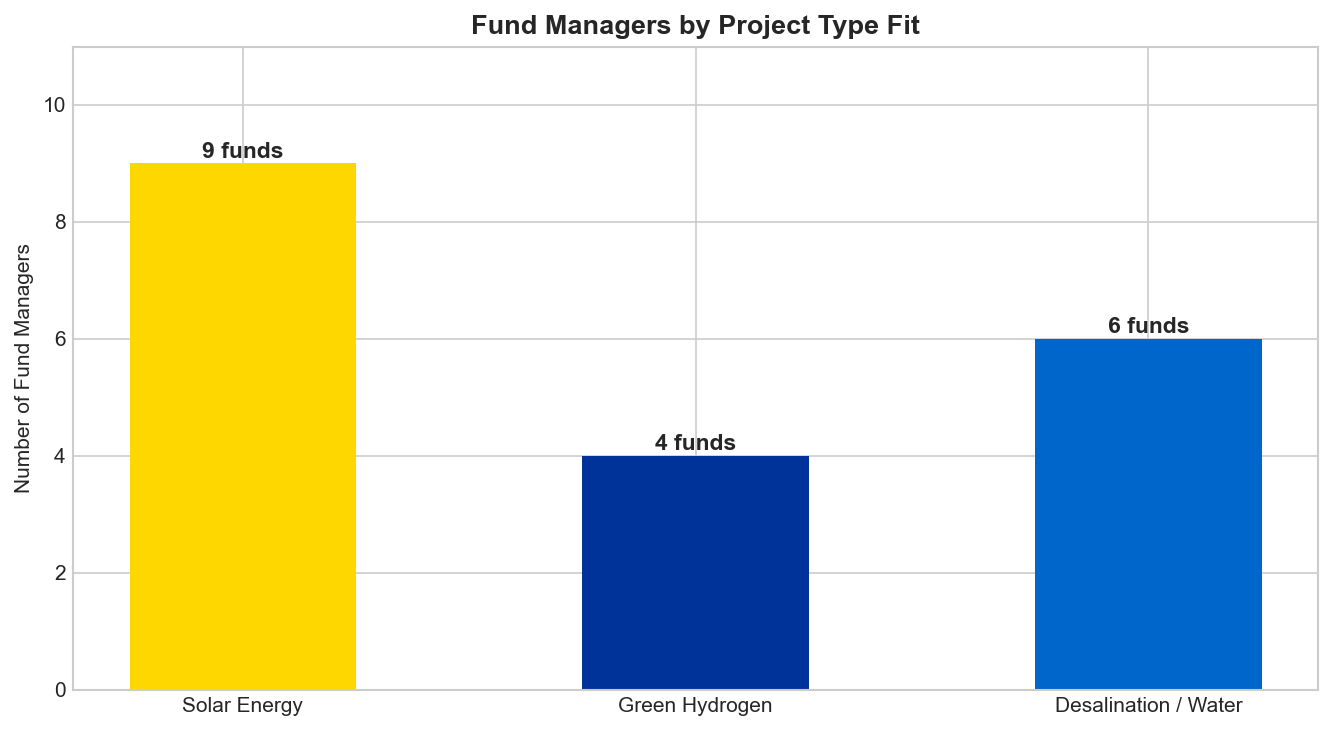 Fund Managers by Project Type Fit
Number of Fund Managers
10
8
6
4
2
0
9 funds
4 funds
6 funds
Solar Energy
Green Hydrogen
Desalination / Water